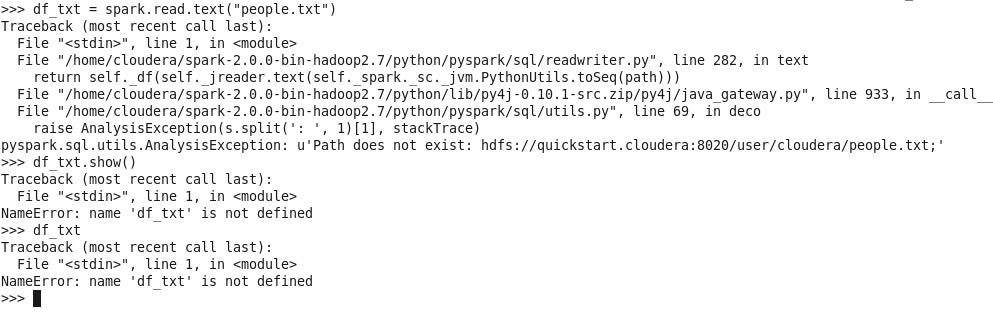 >>> df_txt = spark.read.text("people.txt")
Traceback (most recent call last):
  File "<stdin>", line 1, in <module>
  File "/home/cloudera/spark-2.0.0-bin-hadoop2.7/python/pyspark/sql/readwriter.py", line 282, in text
    return self._df(self._jreader.text(self._spark._sc._jvm.PythonUtils.toSeq(path)))
  File "/home/cloudera/spark-2.0.0-bin-hadoop2.7/python/lib/py4j-0.10.1-src.zip/py4j/java_gateway.py", line 933, in __call__
  File "/home/cloudera/spark-2.0.0-bin-hadoop2.7/python/pyspark/sql/utils.py", line 69, in deco
    raise AnalysisException(s.split(': ', 1)[1], stackTrace)
pyspark.sql.utils.AnalysisException: u'Path does not exist: hdfs://quickstart.cloudera:8020/user/cloudera/people.txt;'
>>> df_txt.show()
Traceback (most recent call last):
  File "<stdin>", line 1, in <module>
NameError: name 'df_txt' is not defined
>>> df_txt
Traceback (most recent call last):
  File "<stdin>", line 1, in <module>
NameError: name 'df_txt' is not defined
>>>